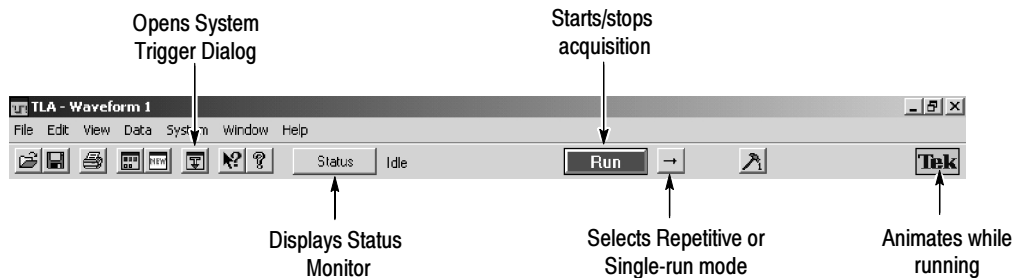 Opens System
Trigger Dialog
Starts/stops
acquisition
TLA - Waveform 1
File Edit View Data System Window Help
NEW Status Idle Run Tek
Displays Status
Monitor
Selects Repetitive or
Single-run mode
Animates while
running